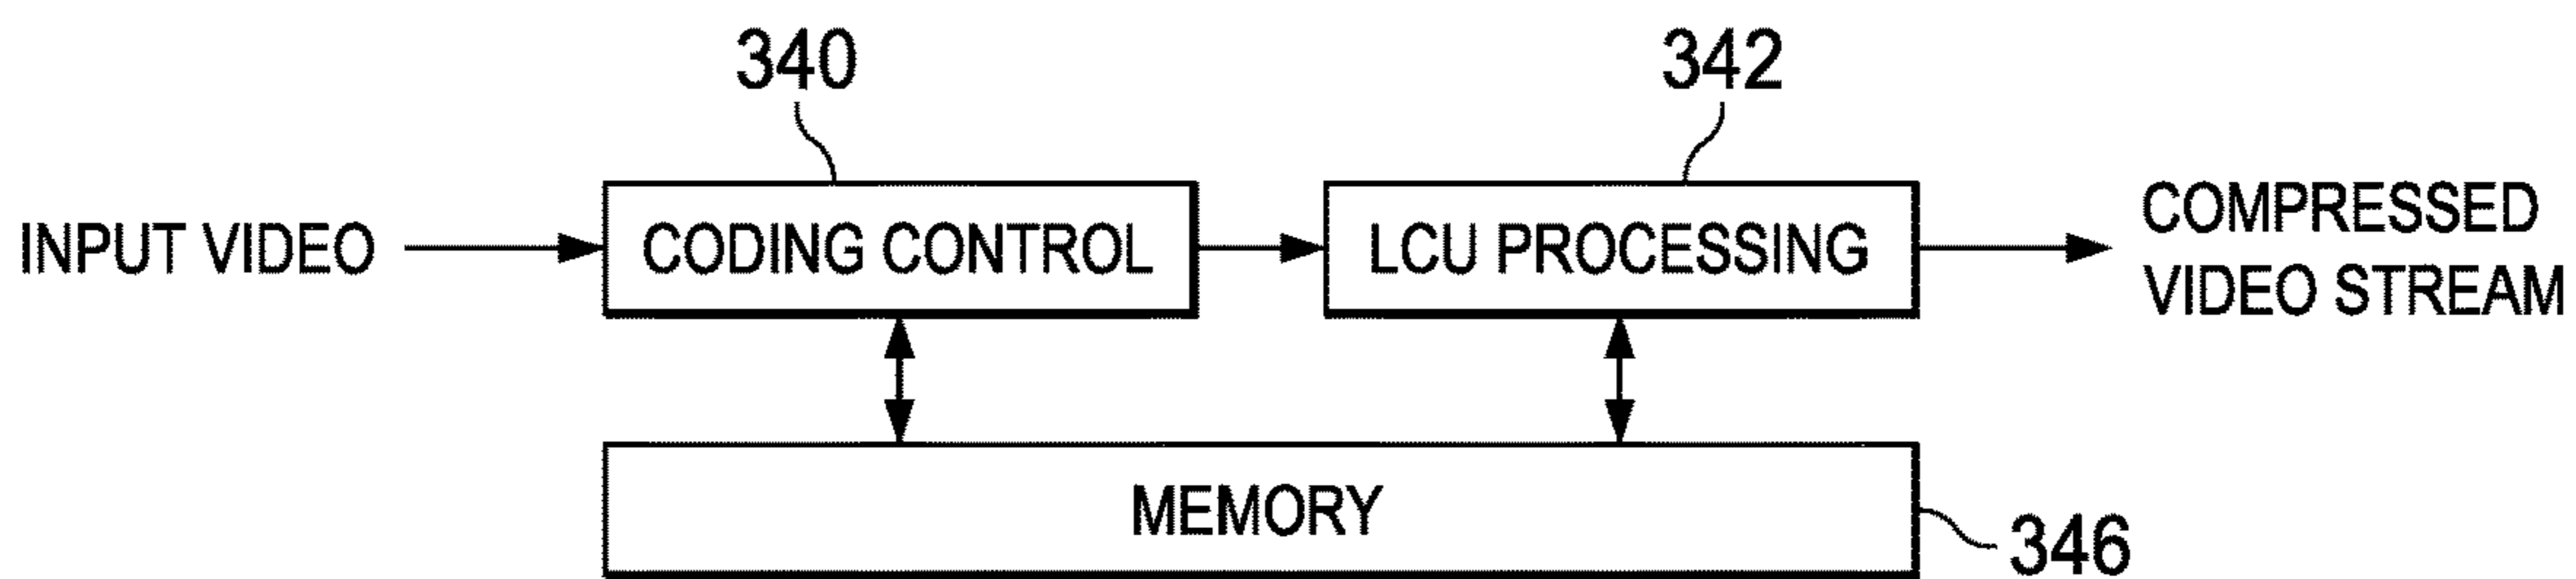 340
342
INPUT VIDEO
CODING CONTROL
LCU PROCESSING
COMPRESSED
VIDEO STREAM
MEMORY
346